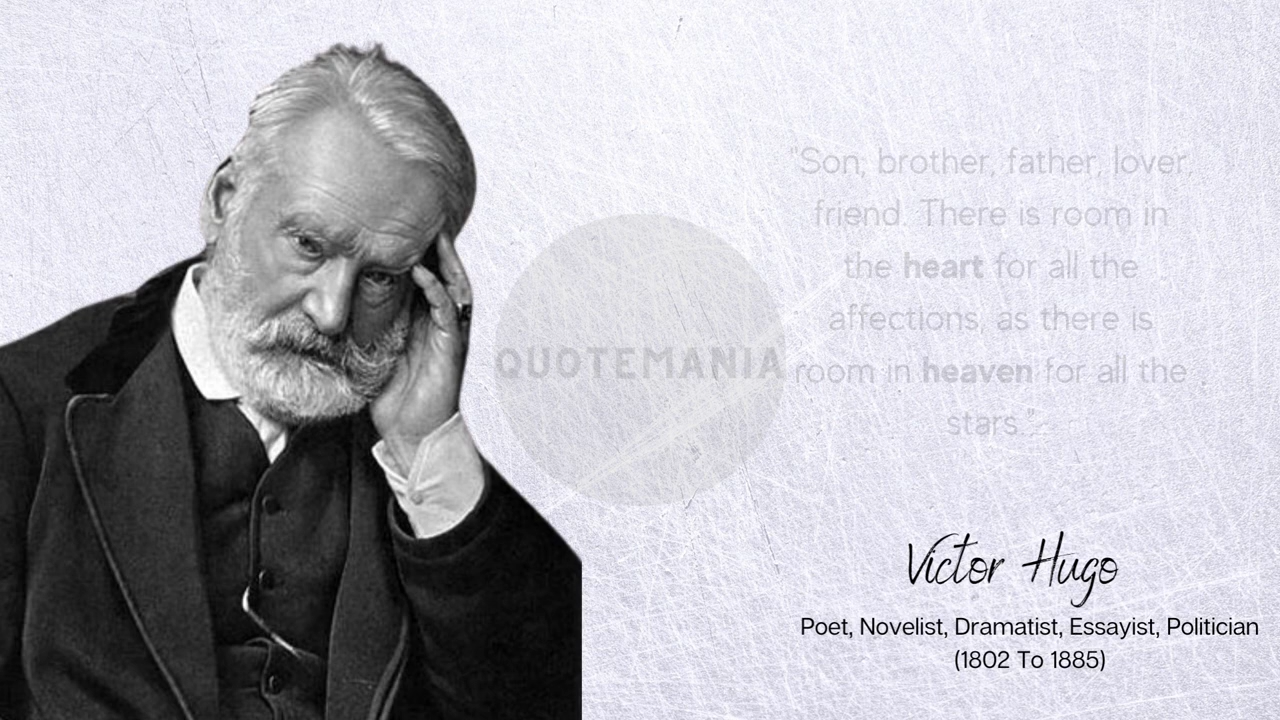 "Son, brother, father, lover,
friend. There is room in
the heart for all the
affections, as there is
room in heaven for all the
stars."
QUOTEMANIA
Victor Hugo
Poet, Novelist, Dramatist, Essayist, Politician
(1802 To 1885)